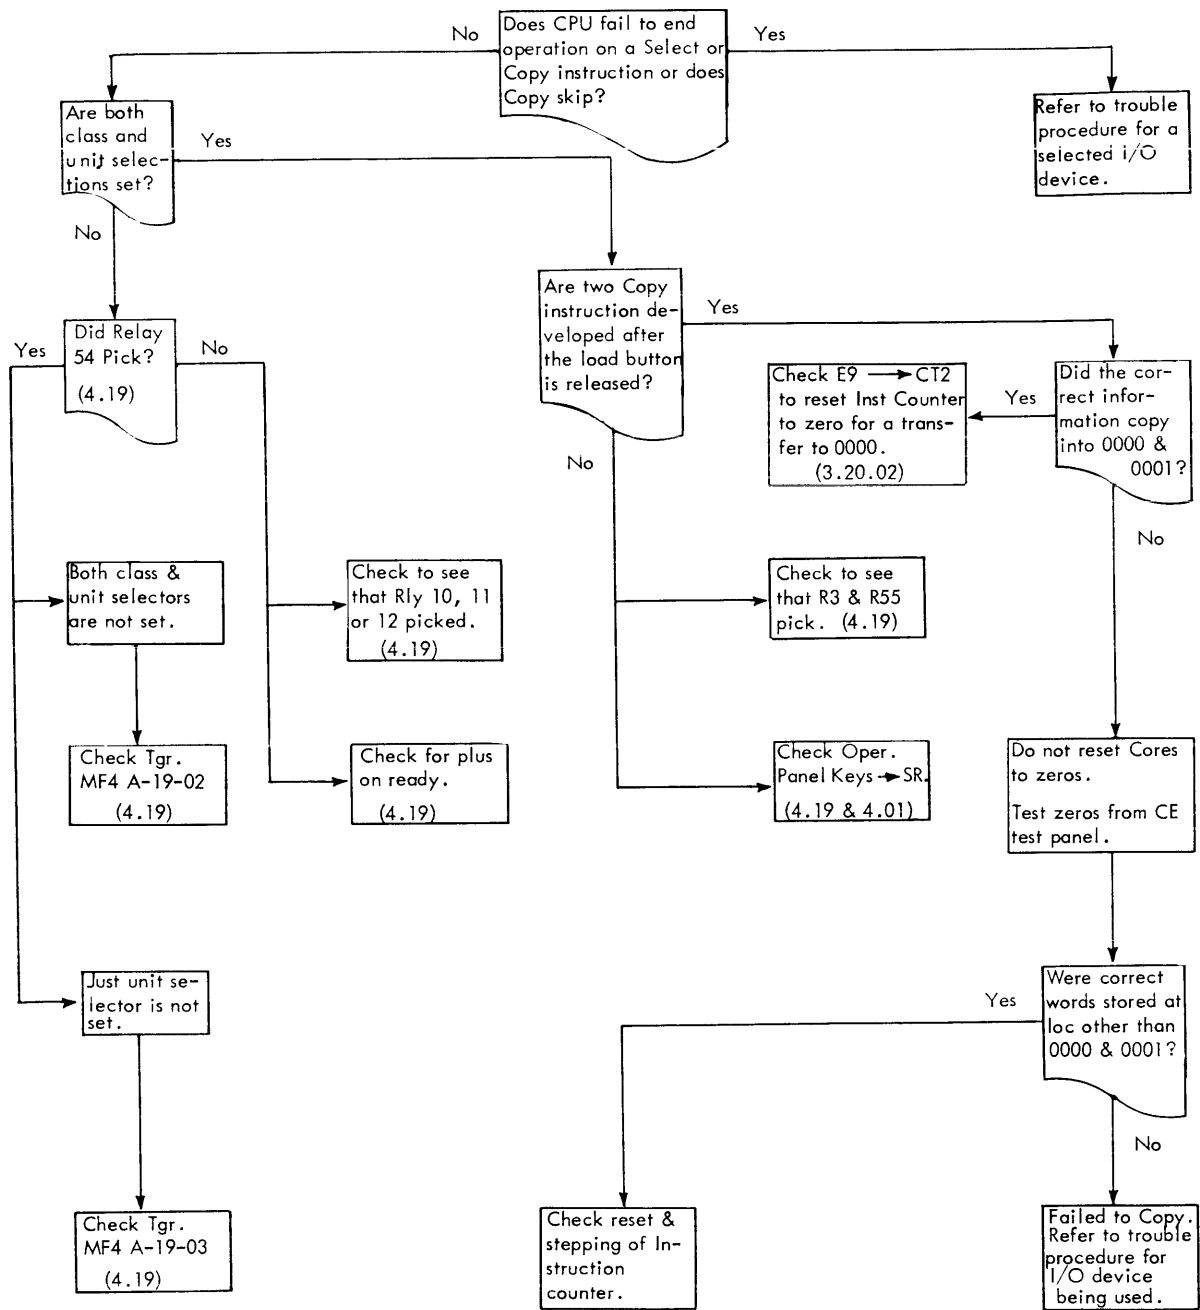 Does CPU fail to end
operation on a Select or
Copy instruction or does
Copy skip?
No
Yes
Are both
class and
unit selec-
tions set?
Yes
No
Refer to trouble
procedure for a
selected I/O
device.
Are two Copy
instruction de-
veloped after
the load button
is released?
Yes
No
Did Relay
54 Pick?
(4.19)
Yes
No
Check E9 → CT2
to reset Inst Counter
to zero for a trans-
fer to 0000.
(3.20.02)
Yes
Did the cor-
rect infor-
mation copy
into 0000 &
0001?
No
Both class &
unit selectors
are not set.
Check to see
that Rly 10, 11
or 12 picked.
(4.19)
Check to see
that R3 & R55
pick. (4.19)
Check Tgr.
MF4 A-19-02
(4.19)
Check for plus
on ready.
(4.19)
Check Oper.
Panel Keys → SR.
(4.19 & 4.01)
Do not reset Cores
to zeros.
Test zeros from CE
test panel.
Just unit se-
lector is not
set.
Yes
Were correct
words stored at
loc other than
0000 & 0001?
No
Check Tgr.
MF4 A-19-03
(4.19)
Check reset &
stepping of In-
struction
counter.
Failed to Copy.
Refer to trouble
procedure for
I/O device
being used.